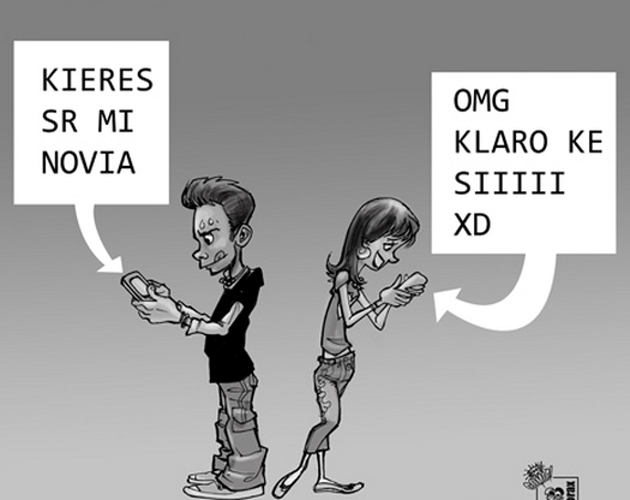 KIERES
SR MI
NOVIA
OMG
KLARO KE
SIIIII
XD